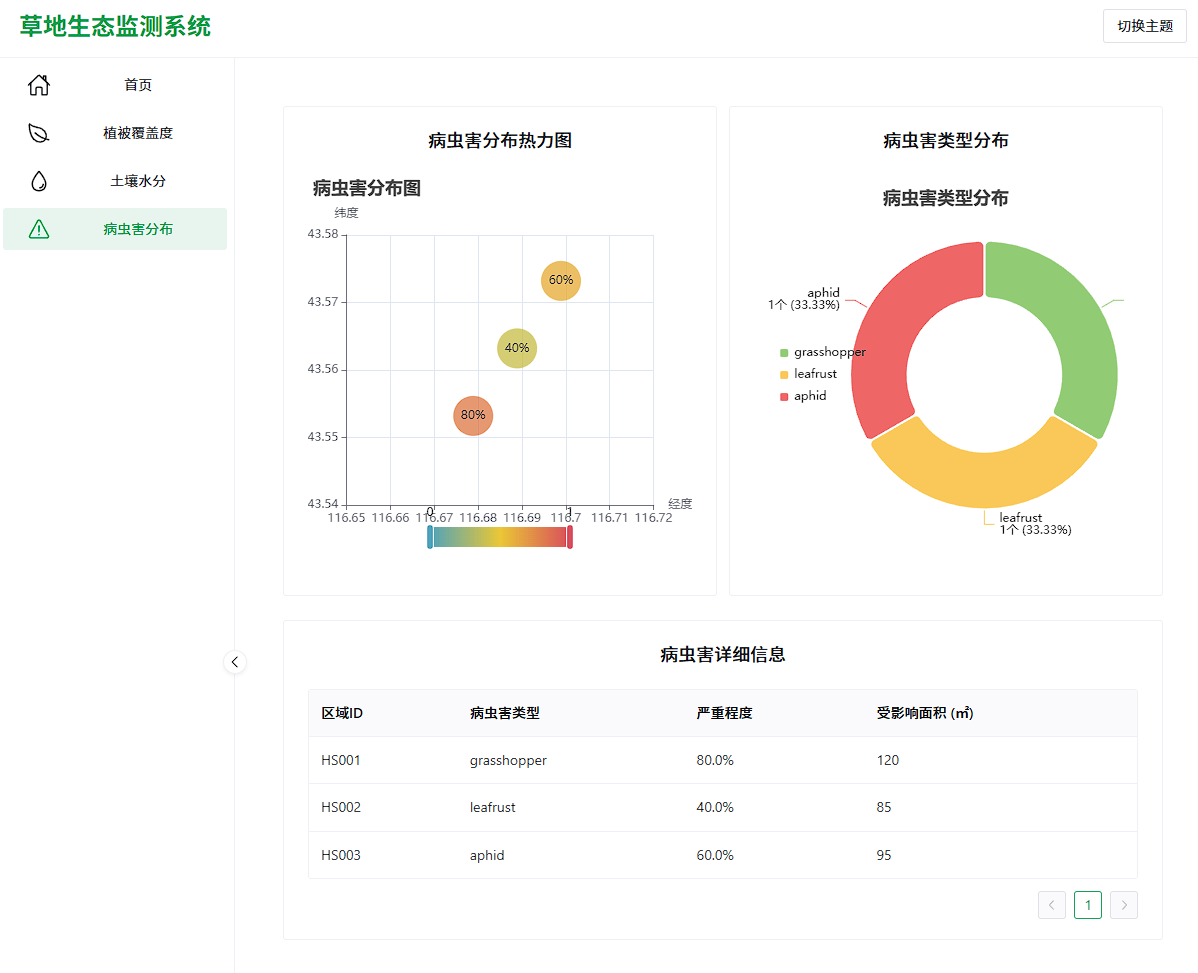 草地生态监测系统
切换主题
首页
植被覆盖度
土壤水分
病虫害分布
病虫害分布热力图
病虫害分布图
纬度
43.58
43.57
43.56
43.55
43.54
60%
40%
80%
116.65 116.66 116.67 116.68 116.69 116.7 116.71 116.72
经度
0 1
病虫害类型分布
病虫害类型分布
aphid
1个 (33.33%)
grasshopper
leafrust
aphid
leafrust
1个 (33.33%)
病虫害详细信息
区域ID 病虫害类型 严重程度 受影响面积 (㎡)
HS001 grasshopper 80.0% 120
HS002 leafrust 40.0% 85
HS003 aphid 60.0% 95
1